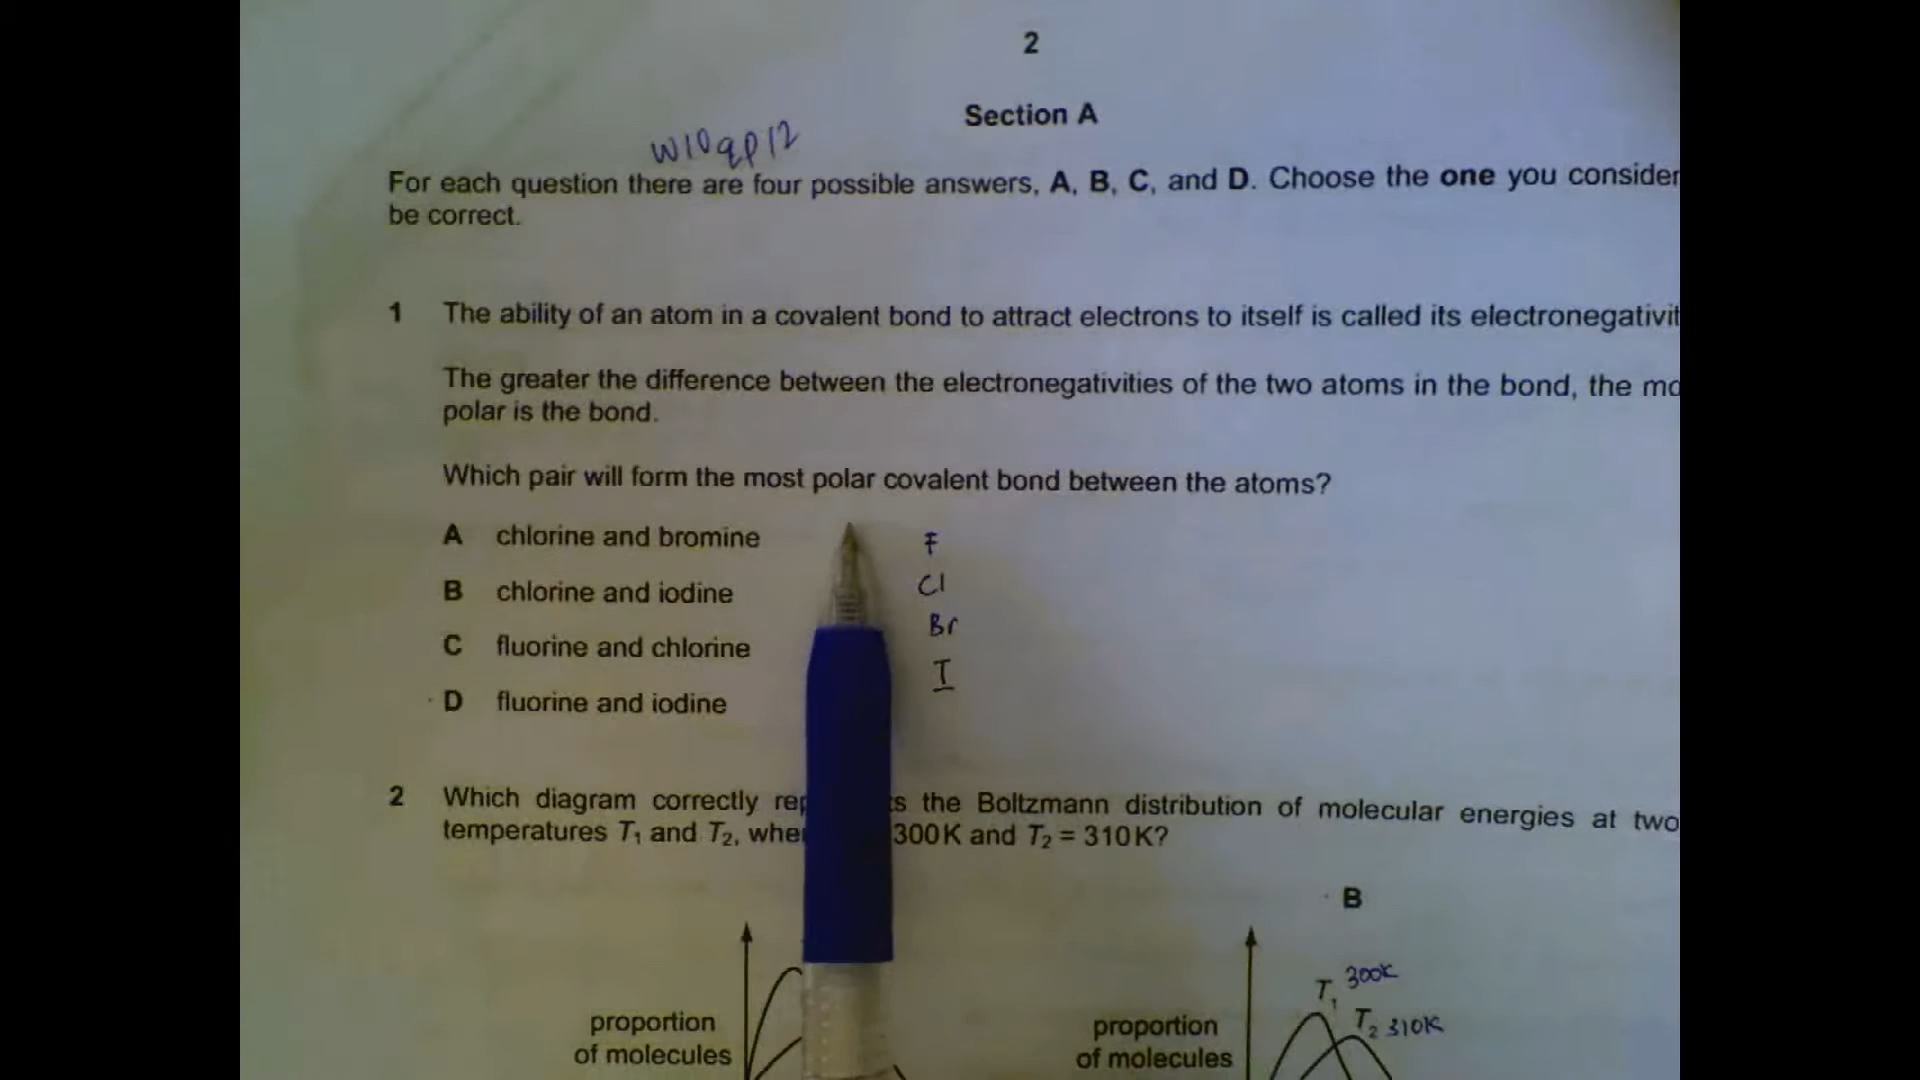 2
Section A
w10qp12
For each question there are four possible answers, A, B, C, and D. Choose the one you consider
be correct.
1 The ability of an atom in a covalent bond to attract electrons to itself is called its electronegativit
The greater the difference between the electronegativities of the two atoms in the bond, the mo
polar is the bond.
Which pair will form the most polar covalent bond between the atoms?
A chlorine and bromine
B chlorine and iodine
C fluorine and chlorine
D fluorine and iodine
F
Cl
Br
I
2 Which diagram correctly rep s the Boltzmann distribution of molecular energies at two
temperatures T₁ and T₂, whe 300 K and T₂ = 310 K?
B
T₁ 300K
T₂ 310K
proportion
of molecules
proportion
of molecules